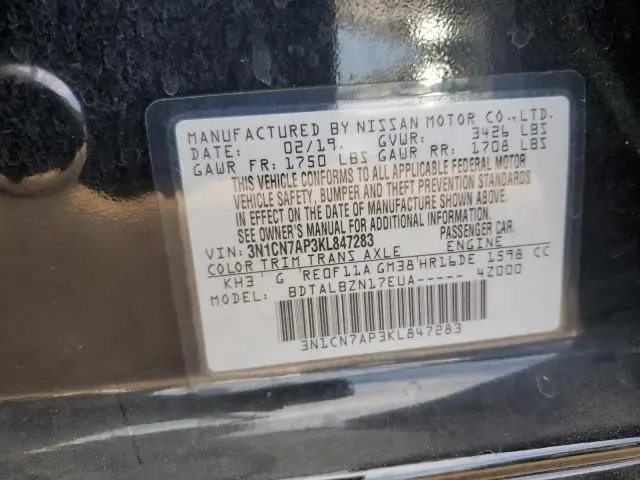 MANUFACTURED BY NISSAN MOTOR CO.,LTD.
DATE: 02/19 GVWR: 3426 LBS
GAWR FR: 1750 LBS GAWR RR: 1708 LBS
THIS VEHICLE CONFORMS TO ALL APPLICABLE FEDERAL MOTOR
VEHICLE SAFETY, BUMPER AND THEFT PREVENTION STANDARDS
IN EFFECT ON THE DATE OF MANUFACTURE SHOWN ABOVE.
SEE OWNER'S MANUAL FOR ADDITIONAL INFORMATION.
VIN: 3N1CN7AP3KL847283 PASSENGER CAR.
COLOR TRIM TRANS AXLE ENGINE
KH3 G RE0F11A GM38 HR16DE 1598 CC
MODEL: BDTALBZN17EUA----- 4Z000
3N1CN7AP3KL847283